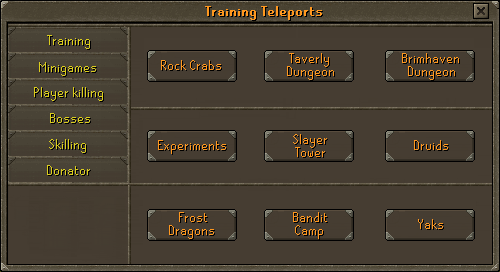 Training Teleports
Training
Minigames
Player killing
Bosses
Skilling
Donator
Rock Crabs
Taverly
Dungeon
Brimhaven
Dungeon
Experiments
Slayer
Tower
Druids
Frost
Dragons
Bandit
Camp
Yaks